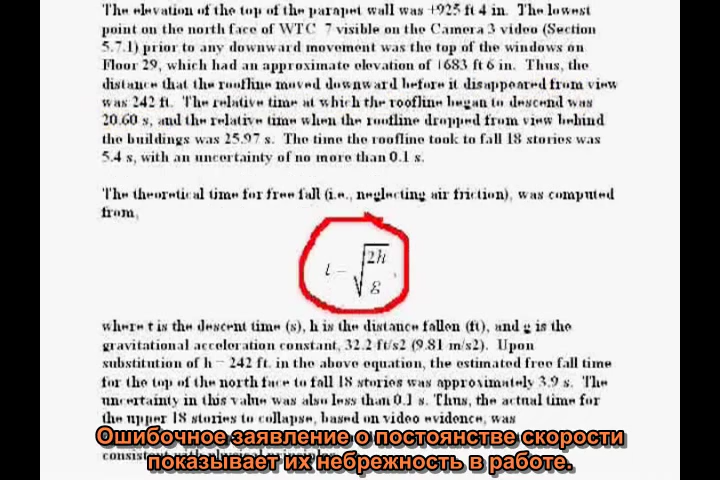 The elevation of the top of the parapet wall was +925 ft 4 in. The lowest
point on the north face of WTC 7 visible on the Camera 3 video (Section
5.7.1) prior to any downward movement was the top of the windows on
Floor 29, which had an approximate elevation of +683 ft 6 in. Thus, the
distance that the roofline moved downward before it disappeared from view
was 242 ft. The relative time at which the roofline began to descend was
20.60 s, and the relative time when the roofline dropped from view behind
the buildings was 25.97 s. The time the roofline took to fall 18 stories was
5.4 s, with an uncertainty of no more than 0.1 s.
The theoretical time for free fall (i.e., neglecting air friction), was computed
from,
t = √2h/g,
where t is the descent time (s), h is the distance fallen (ft), and g is the
gravitational acceleration constant, 32.2 ft/s2 (9.81 m/s2). Upon
substitution of h = 242 ft. in the above equation, the estimated free fall time
for the top of the north face to fall 18 stories was approximately 3.9 s. The
uncertainty in this value was also less than 0.1 s. Thus, the actual time for
the upper 18 stories to collapse, based on video evidence, was
Ошибочное заявление о постоянстве скорости
показывает их небрежность в работе.